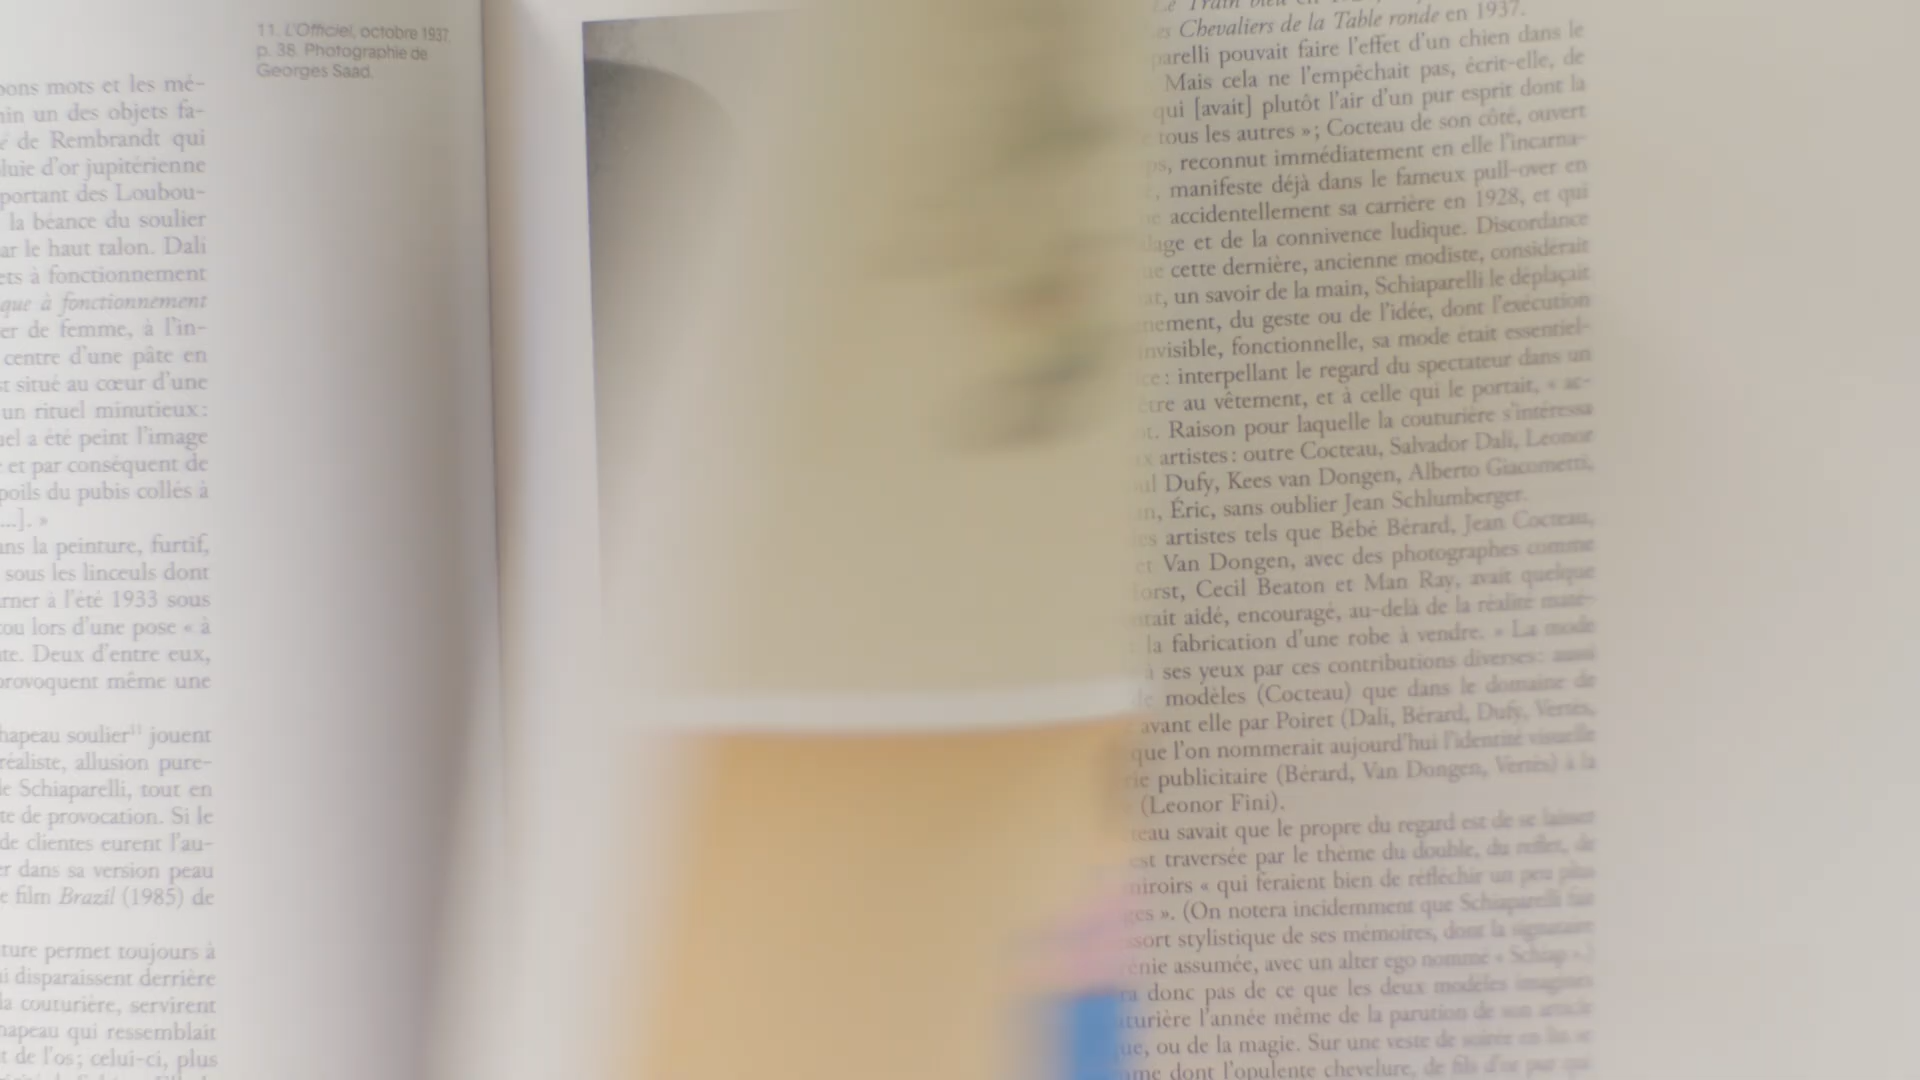 bons mots et les mé-
un des objets fa-
de Rembrandt qui
d'or jupitérienne
portant des Loubou-
la béance du soulier
le haut talon. Dali
à fonctionnement
que à fonctionnement
de femme, à l'in-
centre d'une pâte en
situé au cœur d'une
un rituel minutieux :
a été peint l'image
et par conséquent de
poils du pubis collés à
...]. »
la peinture, furtif,
sous les linceuls dont
à l'été 1933 sous
lors d'une pose « à
Deux d'entre eux,
provoquent même une
soulier11 jouent
allusion pure-
Schiaparelli, tout en
de provocation. Si le
de clientes eurent l'au-
dans sa version peau
film Brazil (1985) de
permet toujours à
disparaissent derrière
la couturière, servirent
qui ressemblait
de l'os ; celui-ci, plus
11. L'Officiel, octobre 1937,
p. 38. Photographie de
Georges Saad.
Le Train bleu en
Chevaliers de la Table ronde en 1937.
pouvait faire l'effet d'un chien dans le
Mais cela ne l'empêchait pas, écrit-elle, de
qui [avait] plutôt l'air d'un pur esprit dont la
tous les autres » ; Cocteau de son côté, ouvert
reconnut immédiatement en elle l'incarna-
manifeste déjà dans le fameux pull-over en
accidentellement sa carrière en 1928, et qui
et de la connivence ludique. Discordance
cette dernière, ancienne modiste, considérait
un savoir de la main, Schiaparelli le déplaçait
du geste ou de l'idée, dont l'exécution
invisible, fonctionnelle, sa mode était essentiel-
: interpellant le regard du spectateur dans un
au vêtement, et à celle qui le portait, « ac-
Raison pour laquelle la couturière s'intéressa
artistes : outre Cocteau, Salvador Dali, Leonor
Dufy, Kees van Dongen, Alberto Giacometti,
Éric, sans oublier Jean Schlumberger.
artistes tels que Bébé Bérard, Jean Cocteau,
Van Dongen, avec des photographes comme
Cecil Beaton et Man Ray, avait quelque
aidé, encouragé, au-delà de la réalité maté-
la fabrication d'une robe à vendre. » La mode
à ses yeux par ces contributions diverses : aussi
modèles (Cocteau) que dans le domaine de
avant elle par Poiret (Dali, Bérard, Dufy, Vertès,
que l'on nommerait aujourd'hui l'identité visuelle
publicitaire (Bérard, Van Dongen, Vertès) à la
(Leonor Fini).
savait que le propre du regard est de se laisser
est traversée par le thème du double, du reflet, de
miroirs « qui feraient bien de réfléchir un peu plus
». (On notera incidemment que Schiaparelli fait
stylistique de ses mémoires, dont la signature
assumée, avec un alter ego nommé « Schiap ».)
donc pas de ce que les deux modèles imaginés
l'année même de la parution de son article
ou de la magie. Sur une veste de soirée en lin se
dont l'opulente chevelure, de fils d'or pur qui